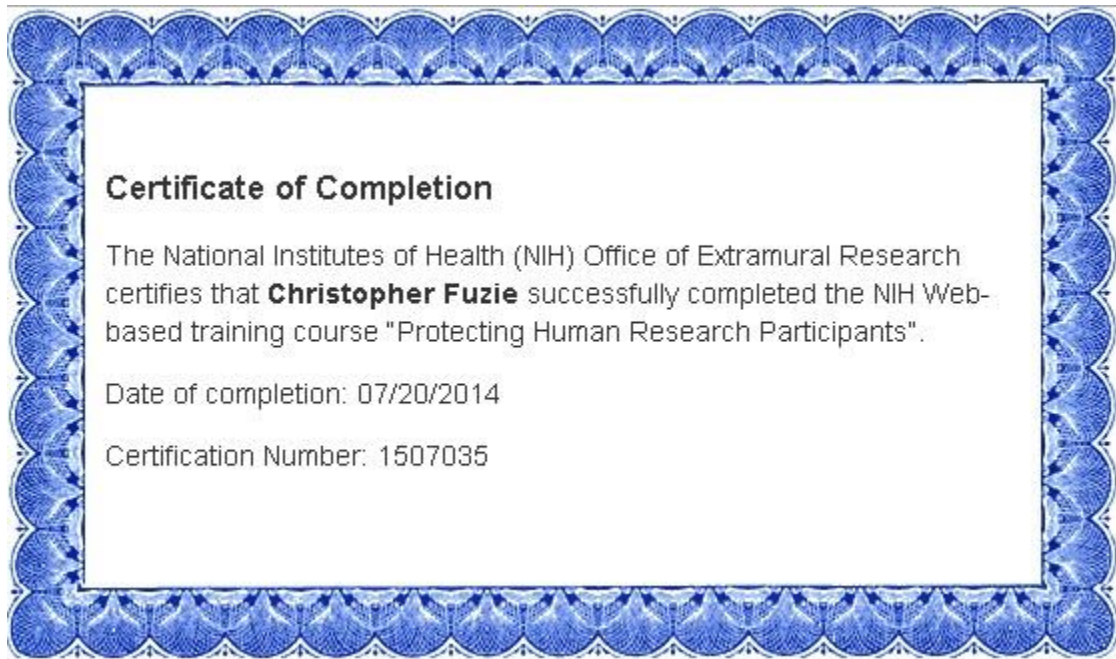 Certificate of Completion
The National Institutes of Health (NIH) Office of Extramural Research
certifies that Christopher Fuzie successfully completed the NIH Web-
based training course "Protecting Human Research Participants".
Date of completion: 07/20/2014
Certification Number: 1507035